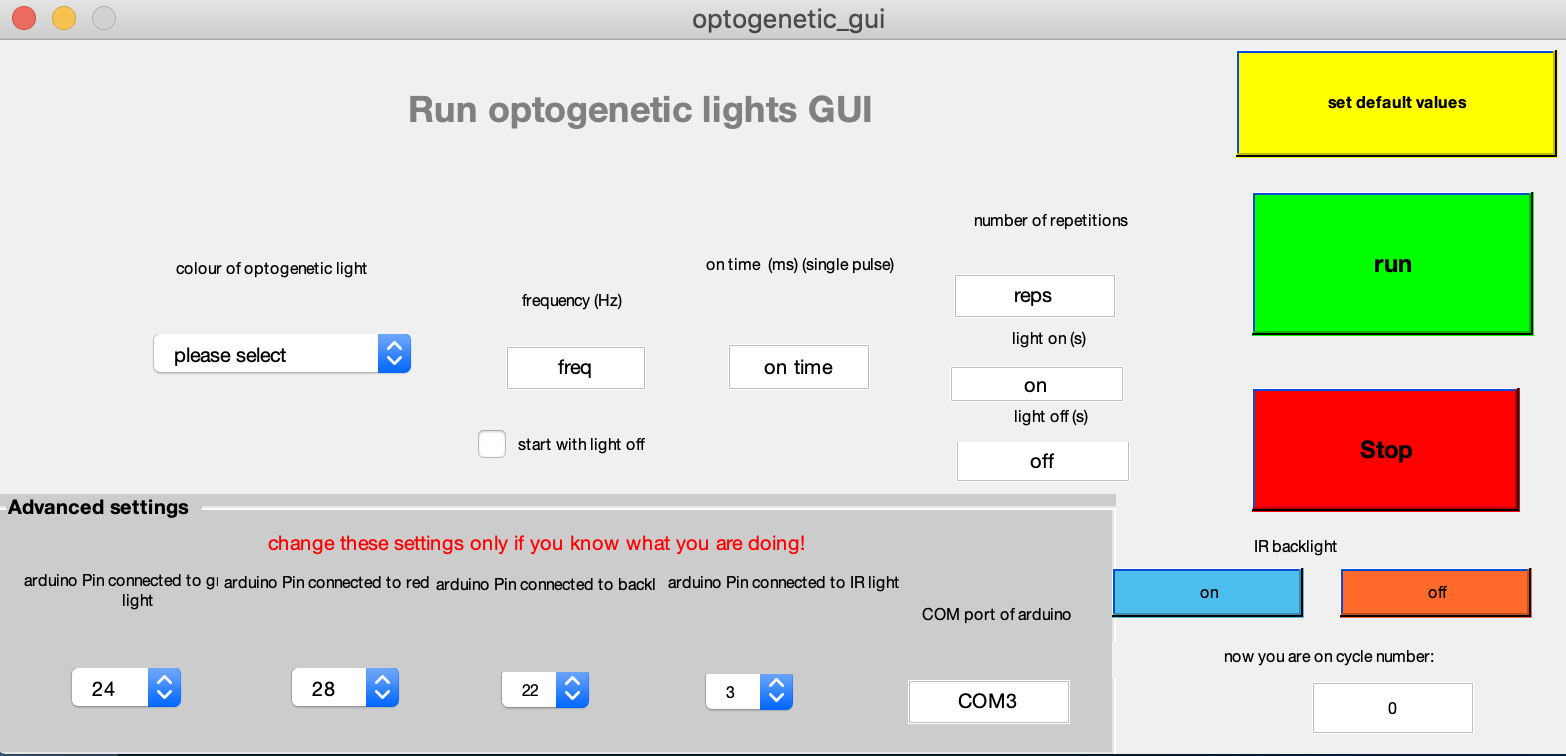 optogenetic_gui
Run optogenetic lights GUI
set default values
number of repetitions
colour of optogenetic light
on time (ms) (single pulse)
run
frequency (Hz)
reps
light on (s)
please select
freq
on time
on
light off (s)
start with light off
off
Stop
Advanced settings
change these settings only if you know what you are doing!
arduino Pin connected to gr
light
arduino Pin connected to red
arduino Pin connected to backl
arduino Pin connected to IR light
COM port of arduino
24
28
22
3
COM3
IR backlight
on
off
now you are on cycle number:
0